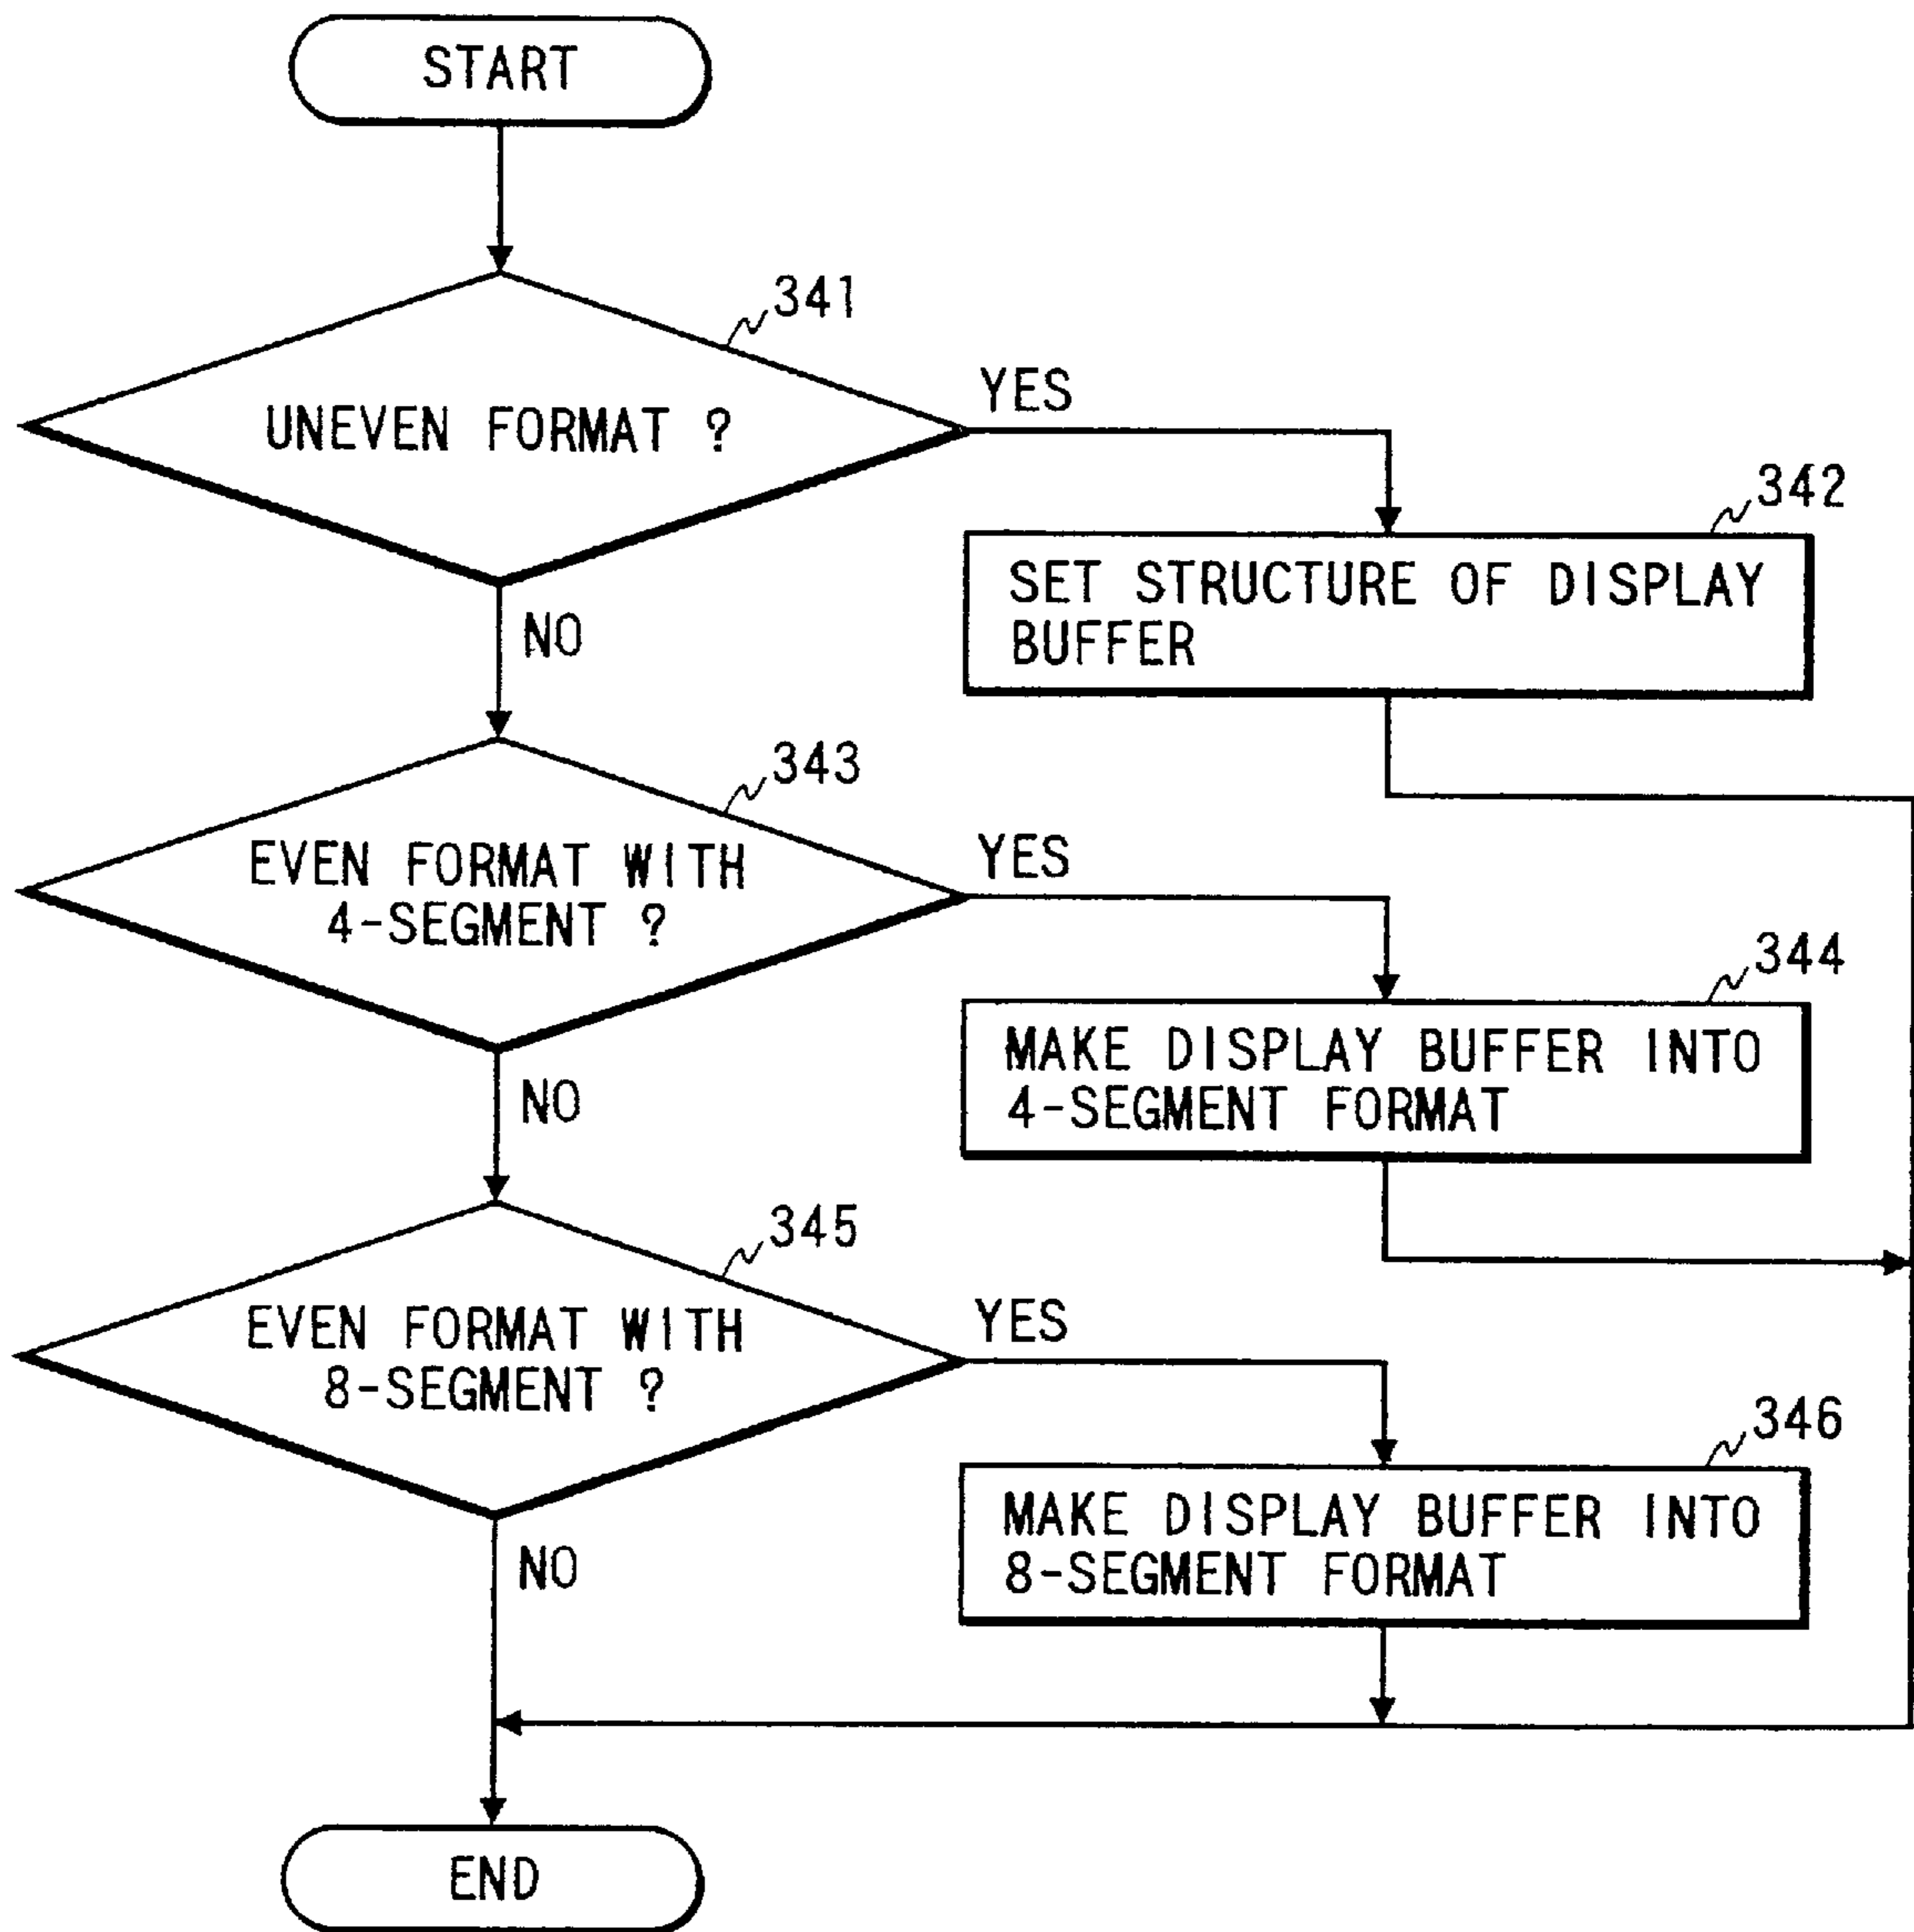 START
341
UNEVEN FORMAT ?
YES
NO
342
SET STRUCTURE OF DISPLAY
BUFFER
343
EVEN FORMAT WITH
4-SEGMENT ?
YES
NO
344
MAKE DISPLAY BUFFER INTO
4-SEGMENT FORMAT
345
EVEN FORMAT WITH
8-SEGMENT ?
YES
NO
346
MAKE DISPLAY BUFFER INTO
8-SEGMENT FORMAT
END